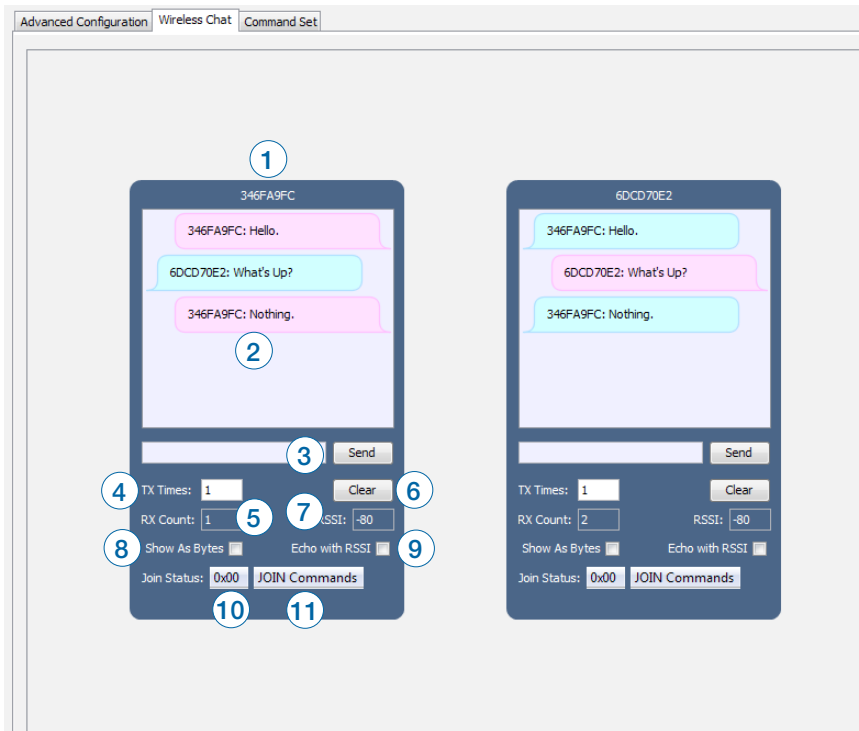 Advanced Configuration Wireless Chat Command Set
1
346FA9FC
346FA9FC: Hello.
6DCD70E2: What's Up?
346FA9FC: Nothing.
2
3 Send
4 TX Times: 1 Clear 6
RX Count: 1 5 7 RSSI: -80
8 Show As Bytes Echo with RSSI 9
Join Status: 0x00 JOIN Commands
10 11
6DCD70E2
346FA9FC: Hello.
6DCD70E2: What's Up?
346FA9FC: Nothing.
Send
TX Times: 1 Clear
RX Count: 2 RSSI: -80
Show As Bytes Echo with RSSI
Join Status: 0x00 JOIN Commands